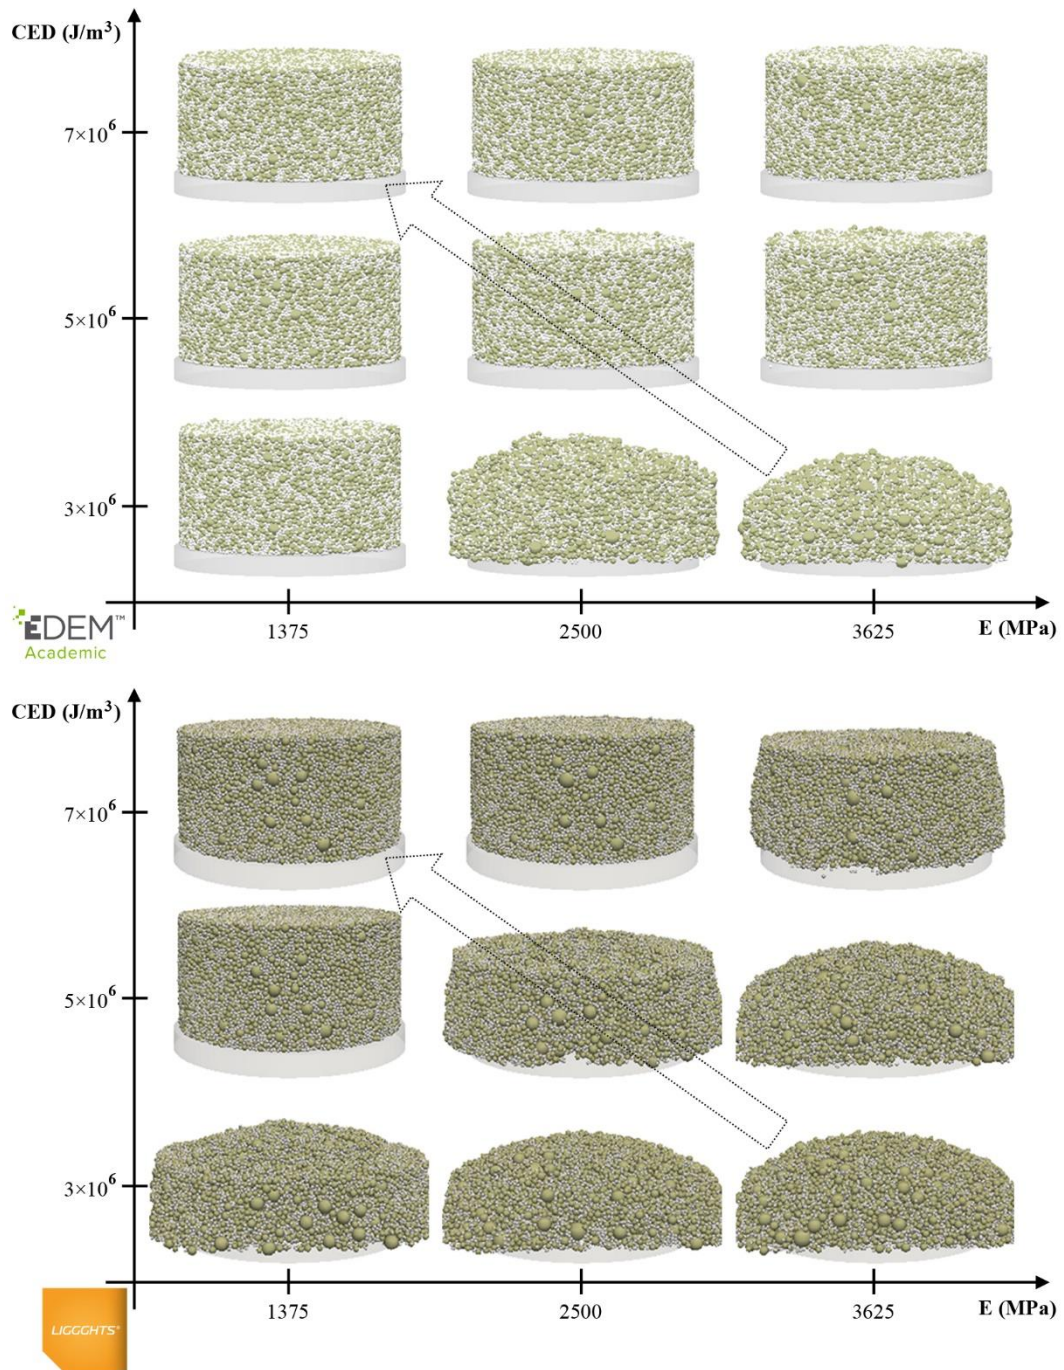 CED (J/m³)
7×10⁶
5×10⁶
3×10⁶
1375 2500 3625 E (MPa)
EDEM™
Academic
CED (J/m³)
7×10⁶
5×10⁶
3×10⁶
1375 2500 3625 E (MPa)
LIGGGHTS®